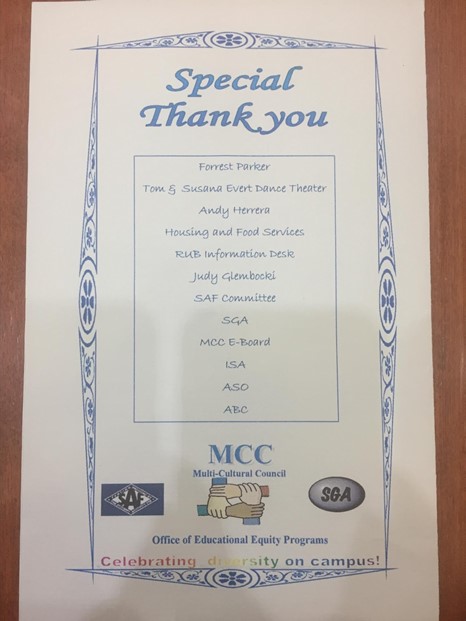 Special
Thank you
Forrest Parker
Tom & Susana Evert Dance Theater
Andy Herrera
Housing and Food Services
RUB Information Desk
Judy Glembocki
SAF Committee
SGA
MCC E-Board
ISA
ASO
ABC
MCC
Multi-Cultural Council
SAF
SGA
Office of Educational Equity Programs
Celebrating diversity on campus!